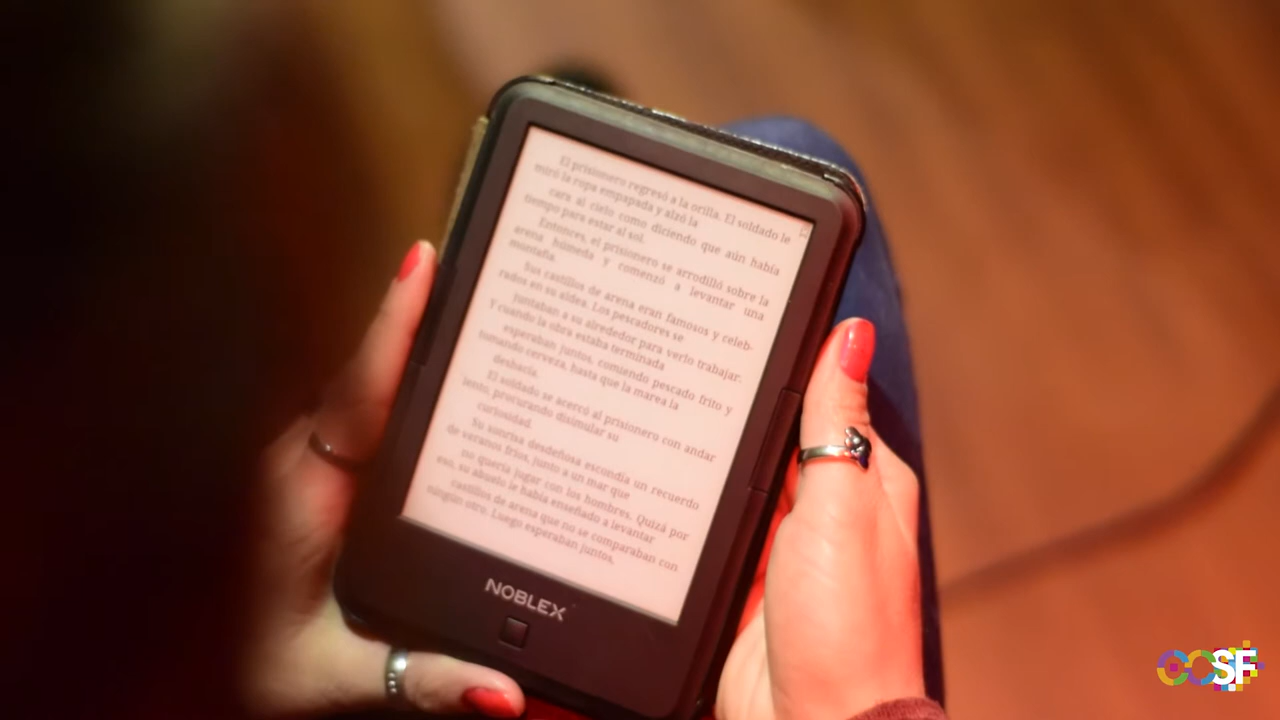 El prisionero regresó a la orilla. El soldado le
miró la ropa empapada y alzó la
cara al cielo como diciendo que aún había
tiempo para estar al sol.
Entonces, el prisionero se arrodilló sobre la
arena húmeda y comenzó a levantar una
montaña.
Sus castillos de arena eran famosos y celeb-
rados en su aldea. Los pescadores se
juntaban a su alrededor para verlo trabajar.
Y cuando la obra estaba terminada
esperaban juntos, comiendo pescado frito y
tomando cerveza, hasta que la marea la
deshacía.
El soldado se acercó al prisionero con andar
lento, procurando disimular su
curiosidad.
Su sonrisa desdeñosa escondía un recuerdo
de veranos fríos, junto a un mar que
no quería jugar con los hombres. Quizá por
eso, su abuelo le había enseñado a levantar
castillos de arena que no se comparaban con
ningún otro. Luego esperaban juntos,
NOBLEX
CCSF